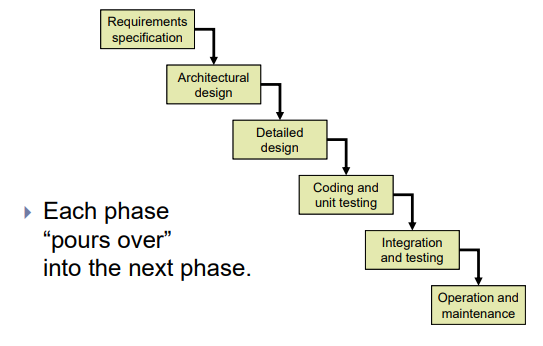 Requirements
specification
Architectural
design
Detailed
design
Coding and
unit testing
Each phase
“pours over”
into the next phase.
Integration
and testing
Operation and
maintenance